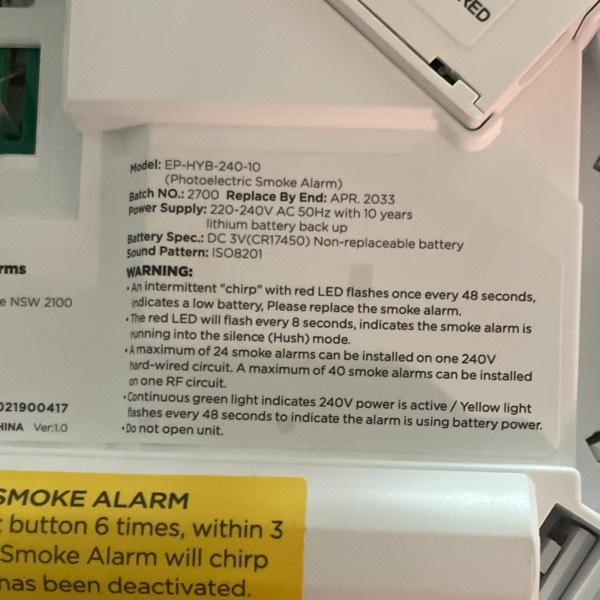 RED
Model: EP-HYB-240-10
(Photoelectric Smoke Alarm)
Batch NO.: 2700 Replace By End: APR. 2033
Power Supply: 220-240V AC 50Hz with 10 years
lithium battery back up
Battery Spec.: DC 3V(CR17450) Non-replaceable battery
Sound Pattern: ISO8201
WARNING:
•An intermittent "chirp" with red LED flashes once every 48 seconds,
indicates a low battery, Please replace the smoke alarm.
•The red LED will flash every 8 seconds, indicates the smoke alarm is
running into the silence (Hush) mode.
•A maximum of 24 smoke alarms can be installed on one 240V
hard-wired circuit. A maximum of 40 smoke alarms can be installed
on one RF circuit.
•Continuous green light indicates 240V power is active / Yellow light
flashes every 48 seconds to indicate the alarm is using battery power.
•Do not open unit.
rms
e NSW 2100
021900417
HINA Ver:1.0
SMOKE ALARM
button 6 times, within 3
Smoke Alarm will chirp
has been deactivated.